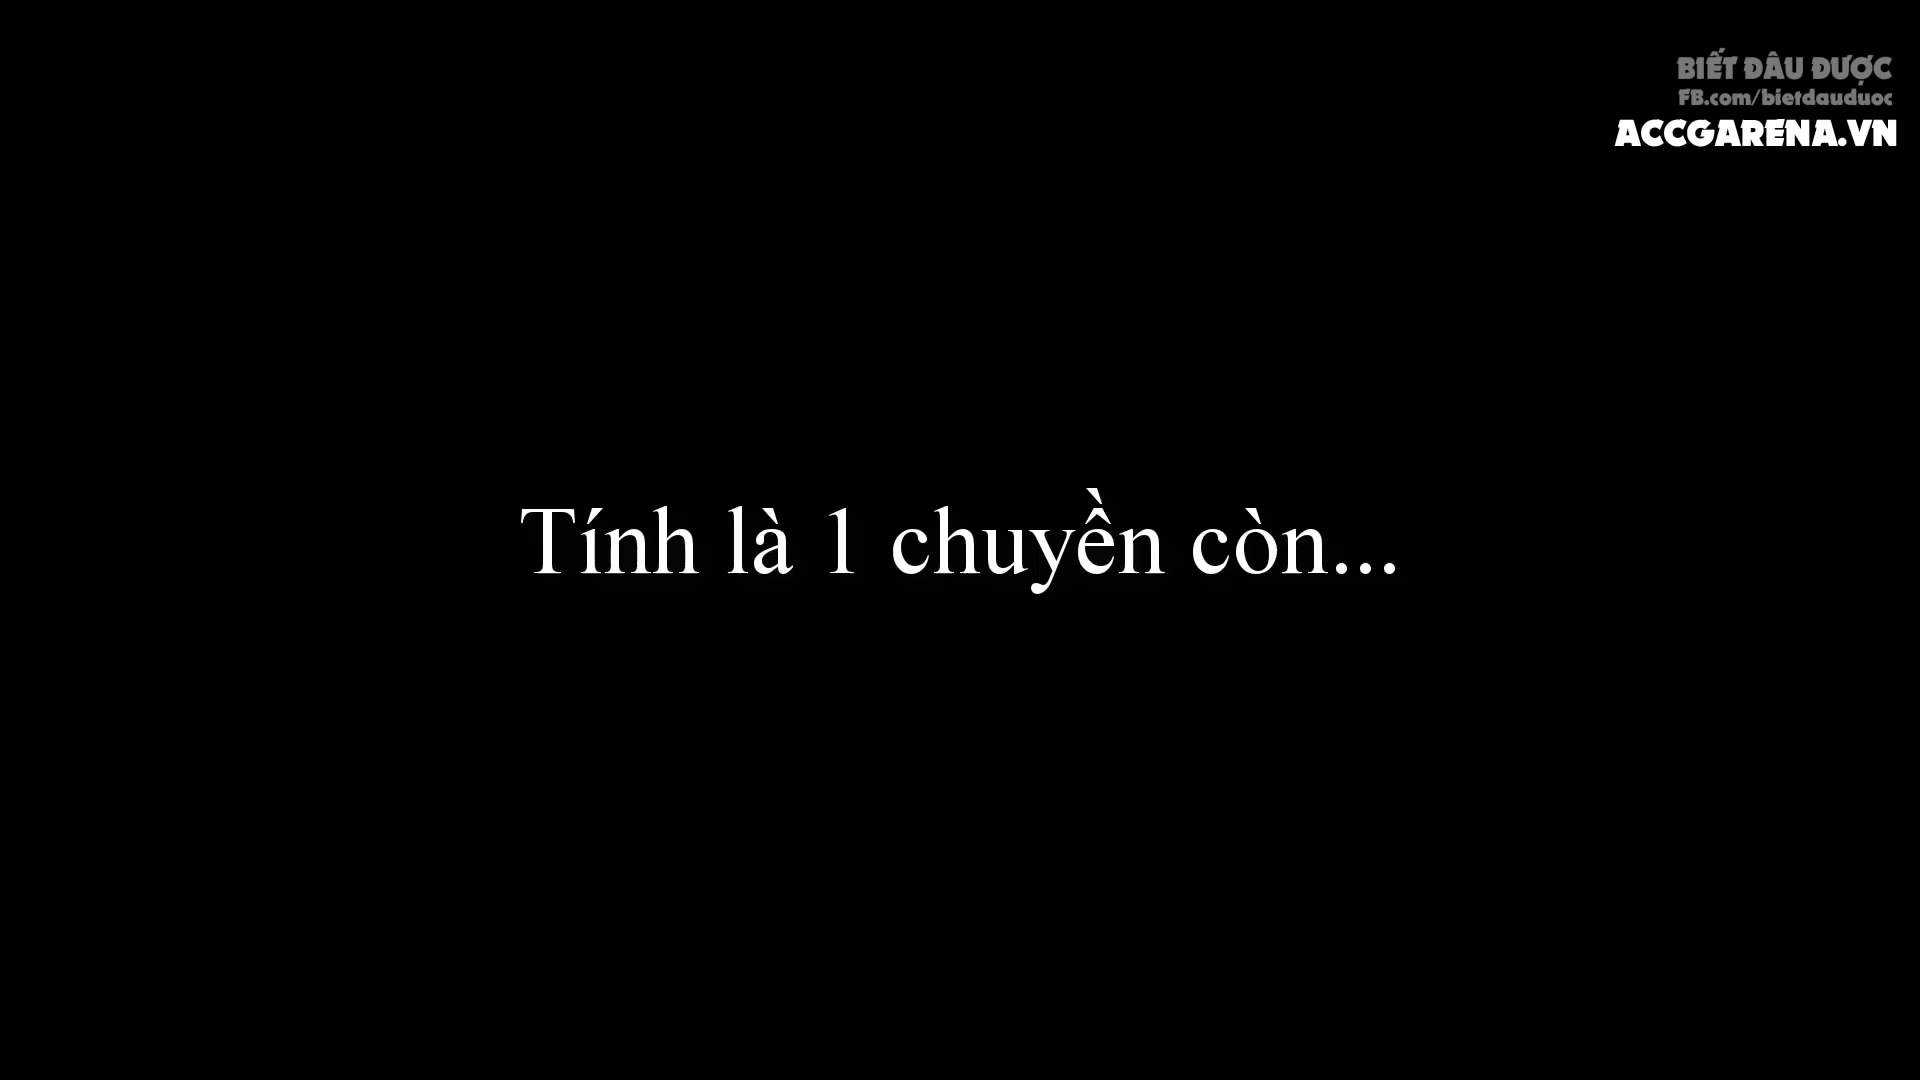 BIẾT ĐÂU ĐƯỢC
FB.com/bietdauduoc
ACCGARENA.VN
Tính là 1 chuyền còn...